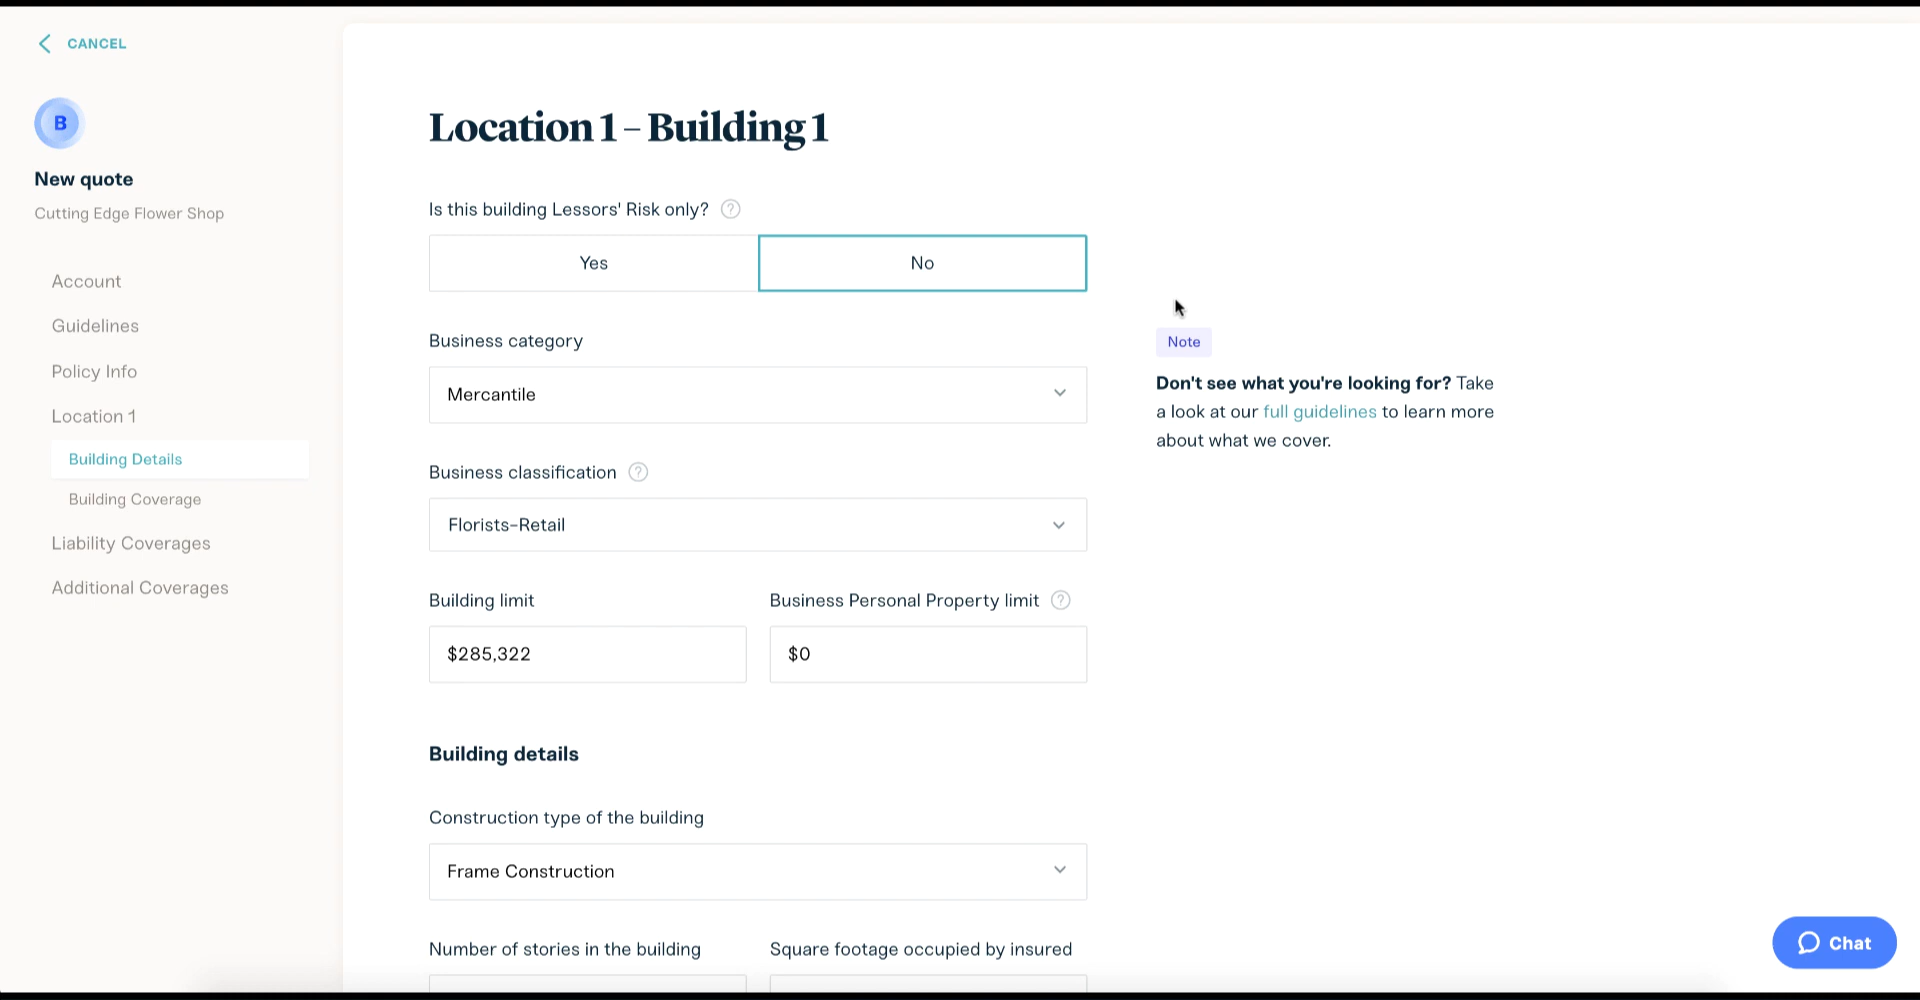 CANCEL
B
New quote
Cutting Edge Flower Shop
Account
Guidelines
Policy Info
Location 1
Building Details
Building Coverage
Liability Coverages
Additional Coverages
Location 1 – Building 1
Is this building Lessors' Risk only? ?
Yes
No
Business category
Mercantile
Business classification ?
Florists–Retail
Building limit
Business Personal Property limit ?
$285,322
$0
Building details
Construction type of the building
Frame Construction
Number of stories in the building
Square footage occupied by insured
Note
Don't see what you're looking for? Take
a look at our full guidelines to learn more
about what we cover.
Chat